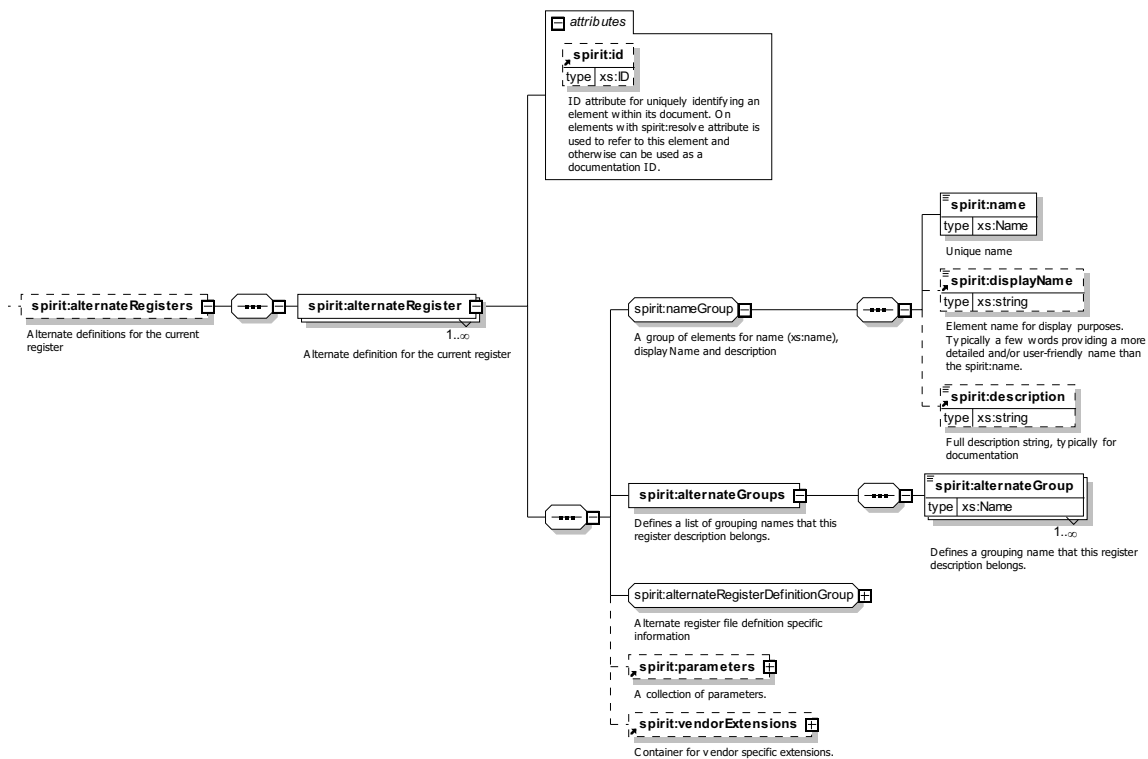 attributes
spirit:id
type xs:ID
ID attribute for uniquely identifying an
element within its document. On
elements with spirit:resolve attribute is
used to refer to this element and
otherwise can be used as a
documentation ID.
spirit:alternateRegisters
Alternate definitions for the current
register
spirit:alternateRegister
1..∞
Alternate definition for the current register
spirit:nameGroup
A group of elements for name (xs:name),
display Name and description
spirit:name
type xs:Name
Unique name
spirit:displayName
type xs:string
Element name for display purposes.
Typically a few words providing a more
detailed and/or user-friendly name than
the spirit:name.
spirit:description
type xs:string
Full description string, typically for
documentation
spirit:alternateGroups
Defines a list of grouping names that this
register description belongs.
spirit:alternateGroup
type xs:Name
1..∞
Defines a grouping name that this register
description belongs.
spirit:alternateRegisterDefinitionGroup
Alternate register file defnition specific
information
spirit:parameters
A collection of parameters.
spirit:vendorExtensions
Container for vendor specific extensions.